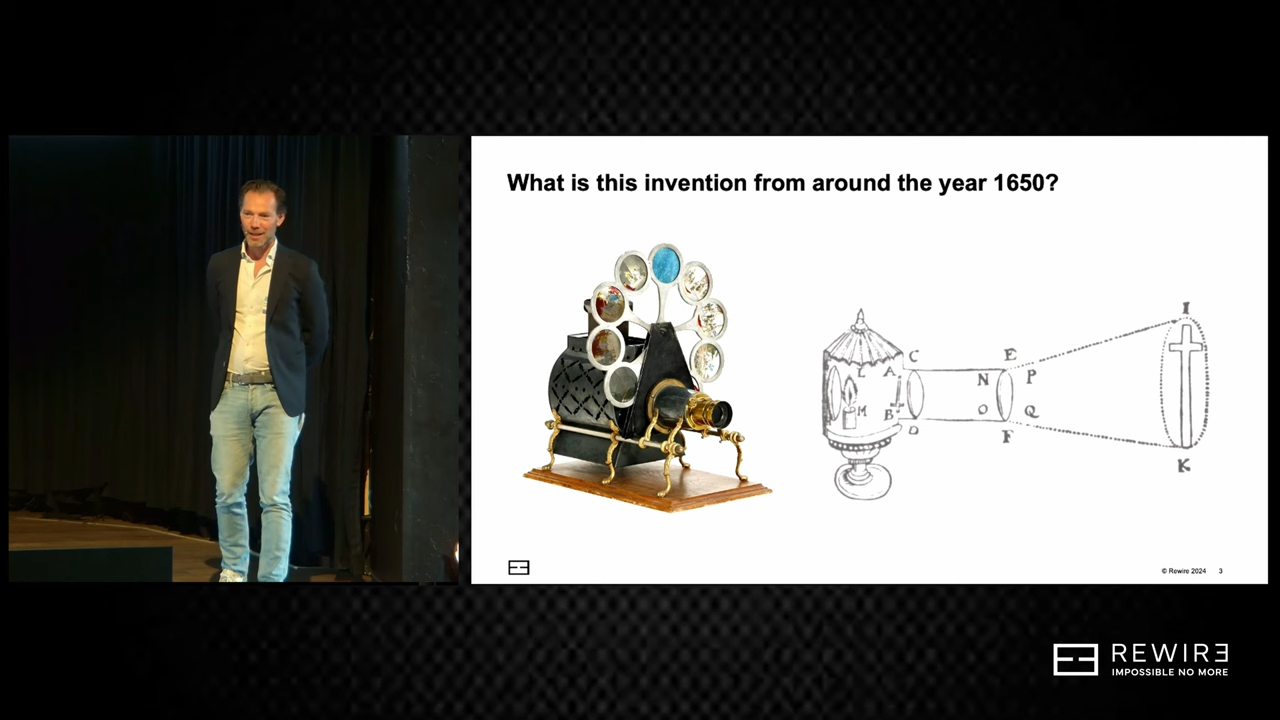 What is this invention from around the year 1650?
I
C
E
L
A
N
P
M
B
O
Q
D
F
K
© Rewire 2024 3
REWIRE
IMPOSSIBLE NO MORE